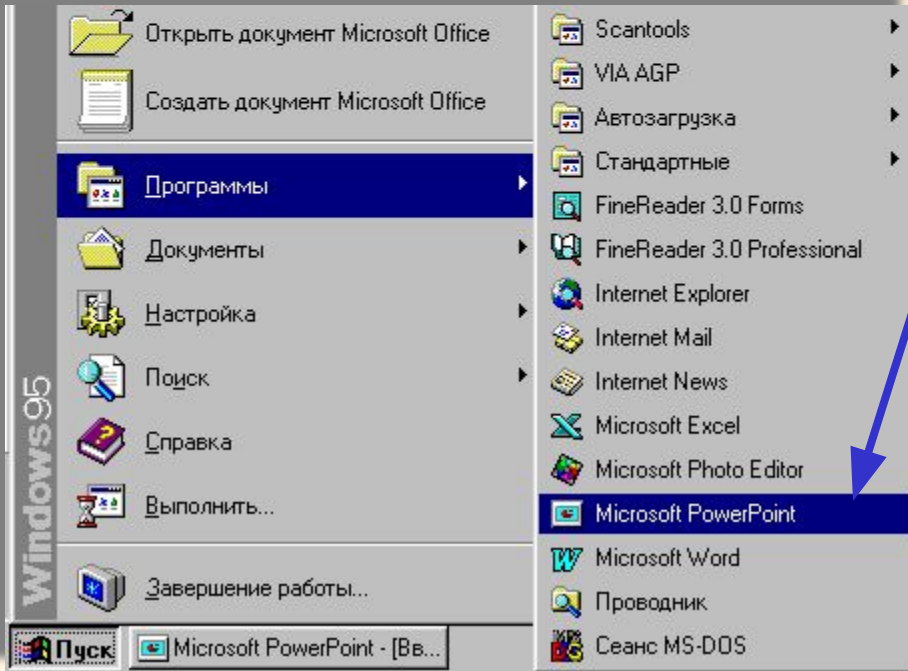 Открыть документ Microsoft Office
Создать документ Microsoft Office
Программы
Документы
Настройка
Поиск
Справка
Выполнить...
Завершение работы...
Windows95
Scantools
VIA AGP
Автозагрузка
Стандартные
FineReader 3.0 Forms
FineReader 3.0 Professional
Internet Explorer
Internet Mail
Internet News
Microsoft Excel
Microsoft Photo Editor
Microsoft PowerPoint
Microsoft Word
Проводник
Сеанс MS-DOS
Пуск
Microsoft PowerPoint - [Вв...